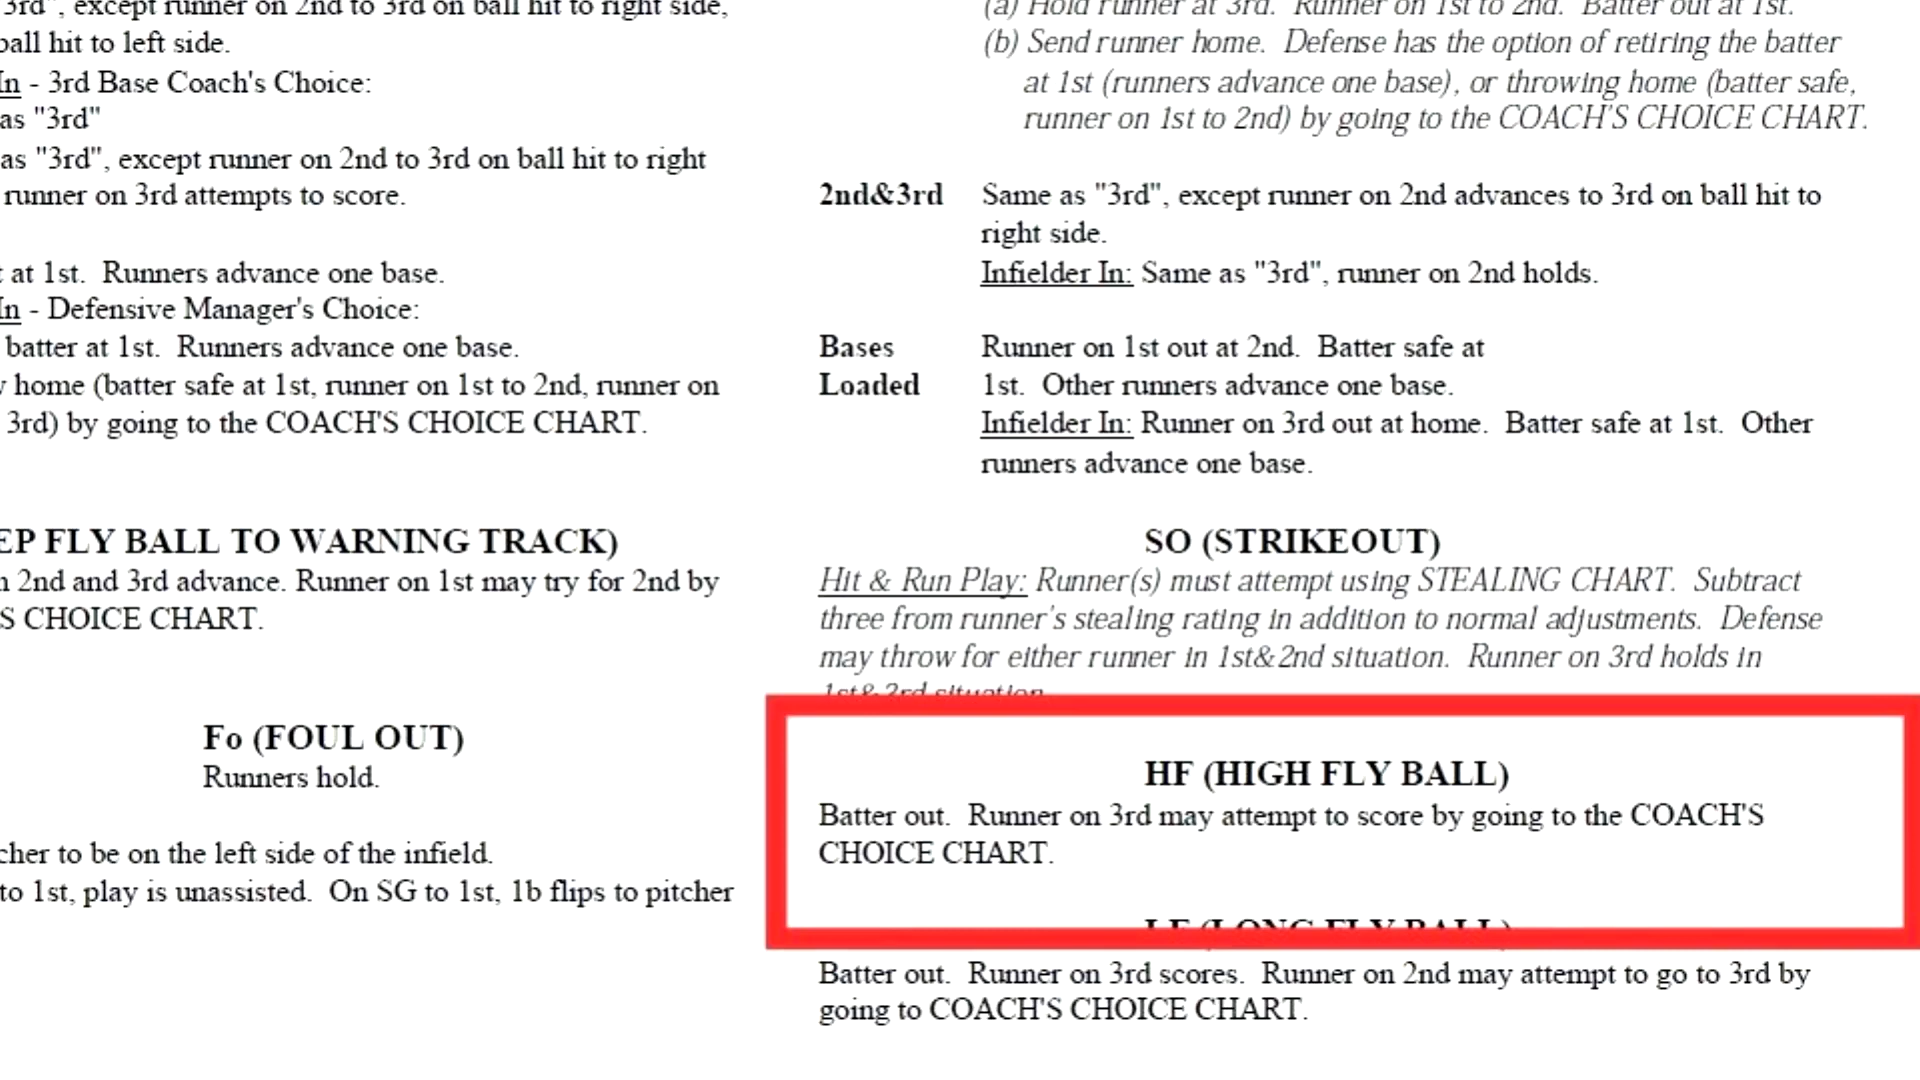 3rd", except runner on 2nd to 3rd on ball hit to right side,
ball hit to left side.
In - 3rd Base Coach's Choice:
as "3rd"
as "3rd", except runner on 2nd to 3rd on ball hit to right
runner on 3rd attempts to score.
at 1st. Runners advance one base.
In - Defensive Manager's Choice:
batter at 1st. Runners advance one base.
home (batter safe at 1st, runner on 1st to 2nd, runner on
3rd) by going to the COACH'S CHOICE CHART.
EP FLY BALL TO WARNING TRACK)
2nd and 3rd advance. Runner on 1st may try for 2nd by
S CHOICE CHART.
Fo (FOUL OUT)
Runners hold.
cher to be on the left side of the infield.
to 1st, play is unassisted. On SG to 1st, 1b flips to pitcher
(a) Hold runner at 3rd. Runner on 1st to 2nd. Batter out at 1st.
(b) Send runner home. Defense has the option of retiring the batter
at 1st (runners advance one base), or throwing home (batter safe,
runner on 1st to 2nd) by going to the COACH'S CHOICE CHART.
2nd&3rd Same as "3rd", except runner on 2nd advances to 3rd on ball hit to
right side.
Infielder In: Same as "3rd", runner on 2nd holds.
Bases Runner on 1st out at 2nd. Batter safe at
Loaded 1st. Other runners advance one base.
Infielder In: Runner on 3rd out at home. Batter safe at 1st. Other
runners advance one base.
SO (STRIKEOUT)
Hit & Run Play: Runner(s) must attempt using STEALING CHART. Subtract
three from runner's stealing rating in addition to normal adjustments. Defense
may throw for either runner in 1st&2nd situation. Runner on 3rd holds in
1st&3rd situation.
HF (HIGH FLY BALL)
Batter out. Runner on 3rd may attempt to score by going to the COACH'S
CHOICE CHART.
LF (LONG FLY BALL)
Batter out. Runner on 3rd scores. Runner on 2nd may attempt to go to 3rd by
going to COACH'S CHOICE CHART.